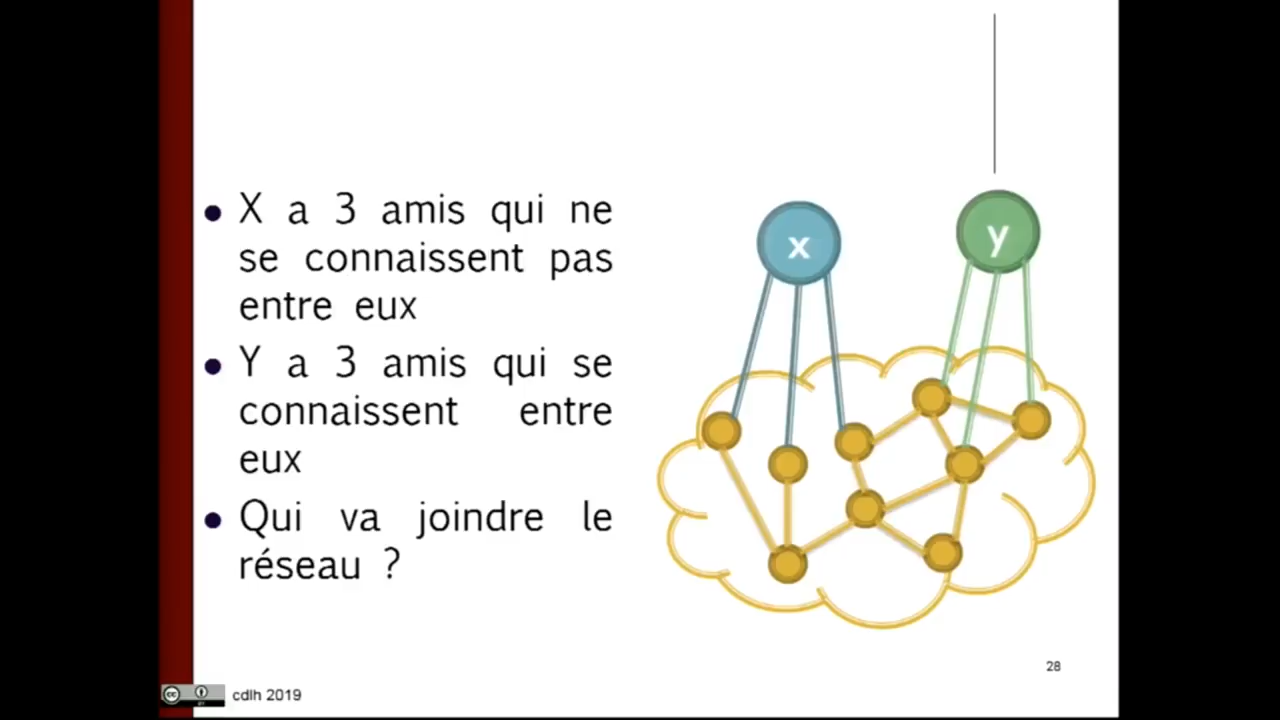 X a 3 amis qui ne
se connaissent pas
entre eux
Y a 3 amis qui se
connaissent entre
eux
Qui va joindre le
réseau ?
x
y
28
cc
cdlh 2019